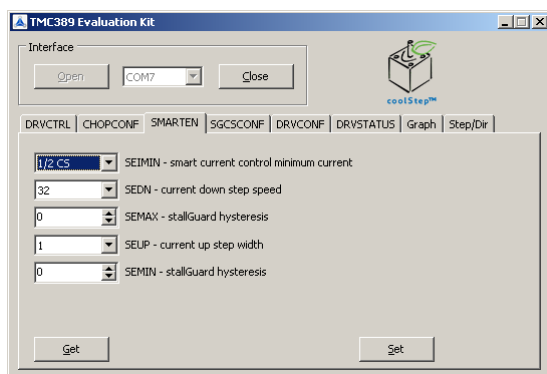 TMC389 Evaluation Kit
Interface
Open COM7 Close
coolStep™
DRVCTRL CHOPCONF SMARTEN SGCSCONF DRVCONF DRVSTATUS Graph Step/Dir
1/2 CS SEIMIN - smart current control minimum current
32 SEDN - current down step speed
0 SEMAX - stallGuard hysteresis
1 SEUP - current up step width
0 SEMIN - stallGuard hysteresis
Get Set